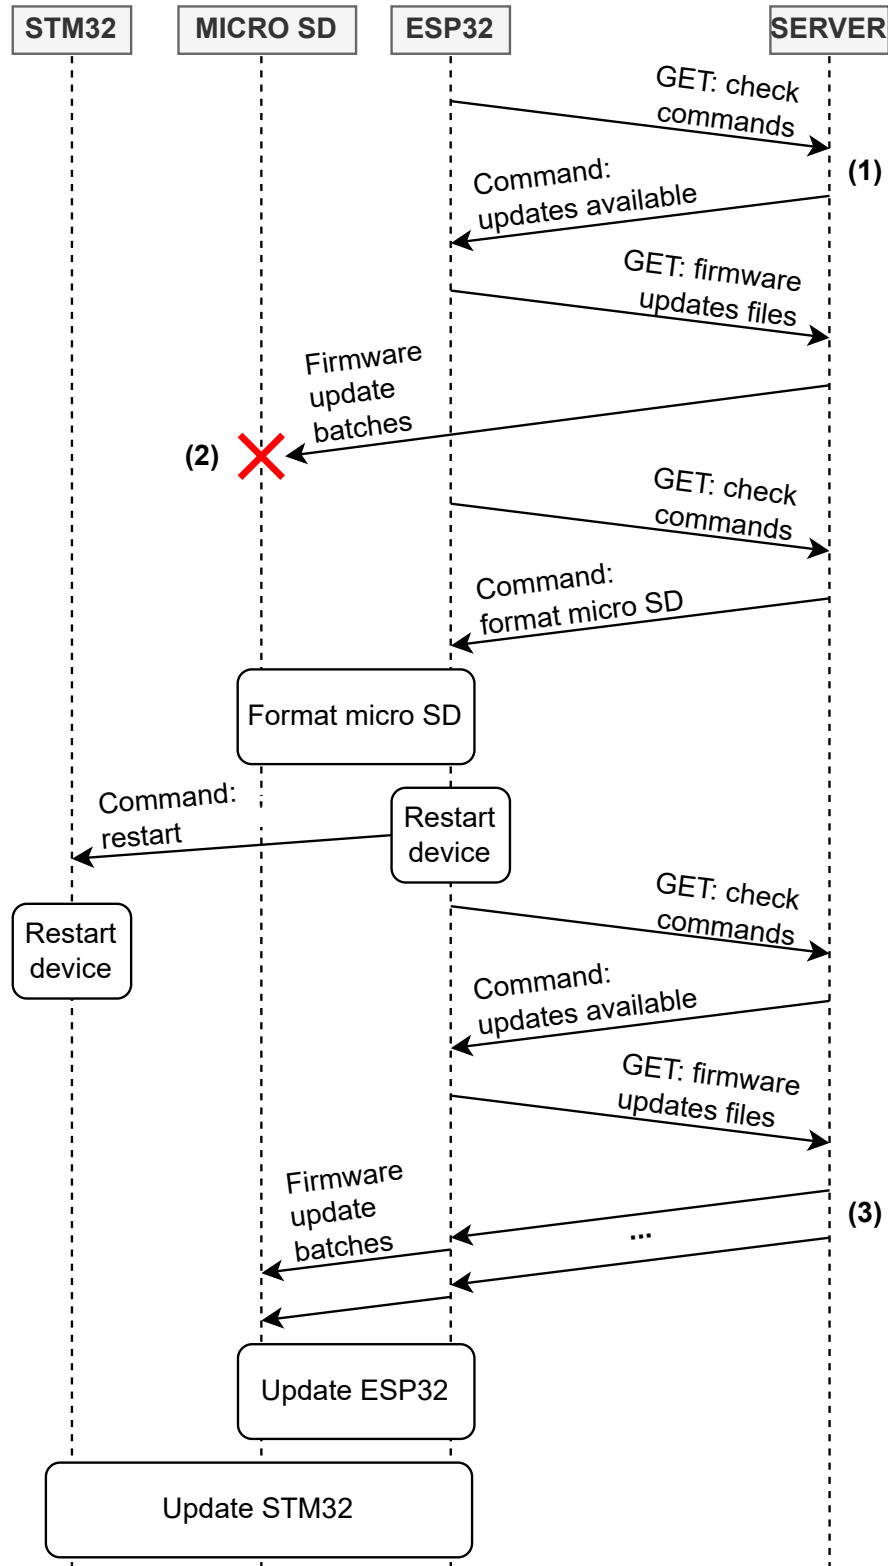 STM32
MICRO SD
ESP32
SERVER
GET: check
commands
(1)
Command:
updates available
GET: firmware
updates files
Firmware
update
batches
(2)
GET: check
commands
Command:
format micro SD
Format micro SD
Command:
restart
Restart
device
GET: check
commands
Restart
device
Command:
updates available
GET: firmware
updates files
Firmware
update
batches
(3)
...
Update ESP32
Update STM32